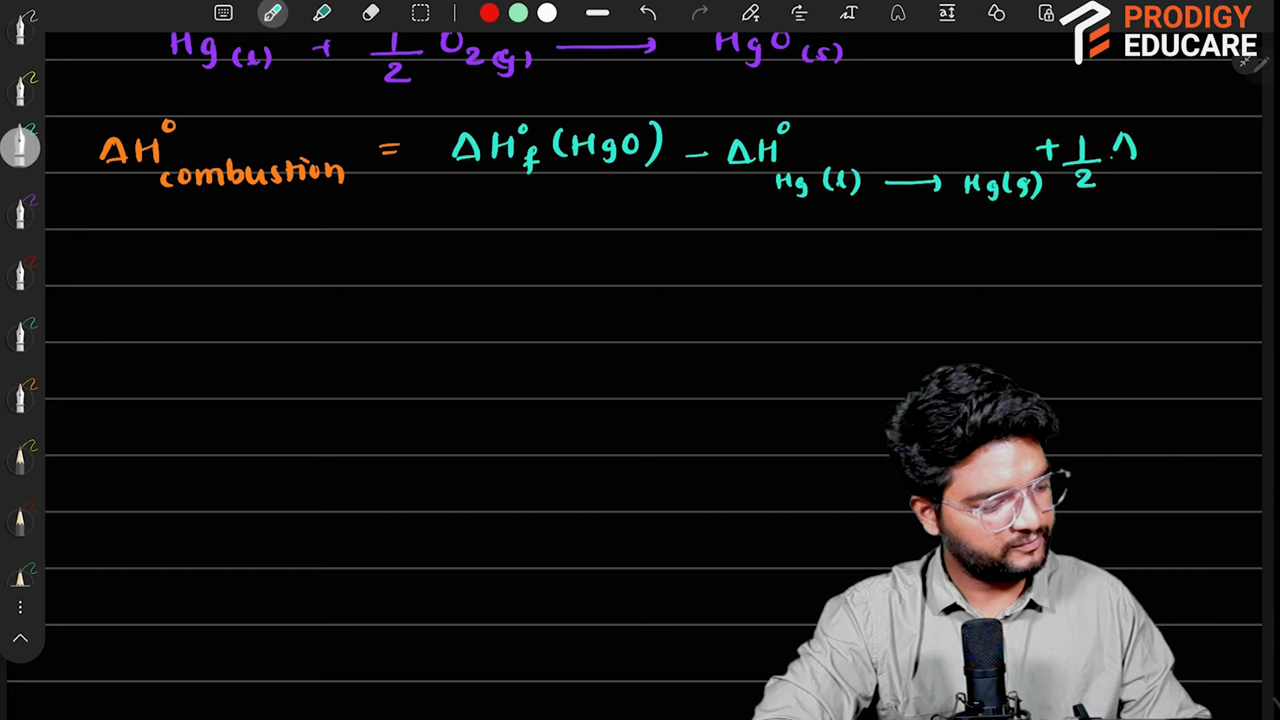 PRODIGY
EDUCARE
Hg(l) + 1/2 O2(g) ⟶ HgO(s)
ΔH°combustion = ΔH°f (HgO) − ΔH°Hg(l) ⟶ Hg(g) + 1/2 . Λ